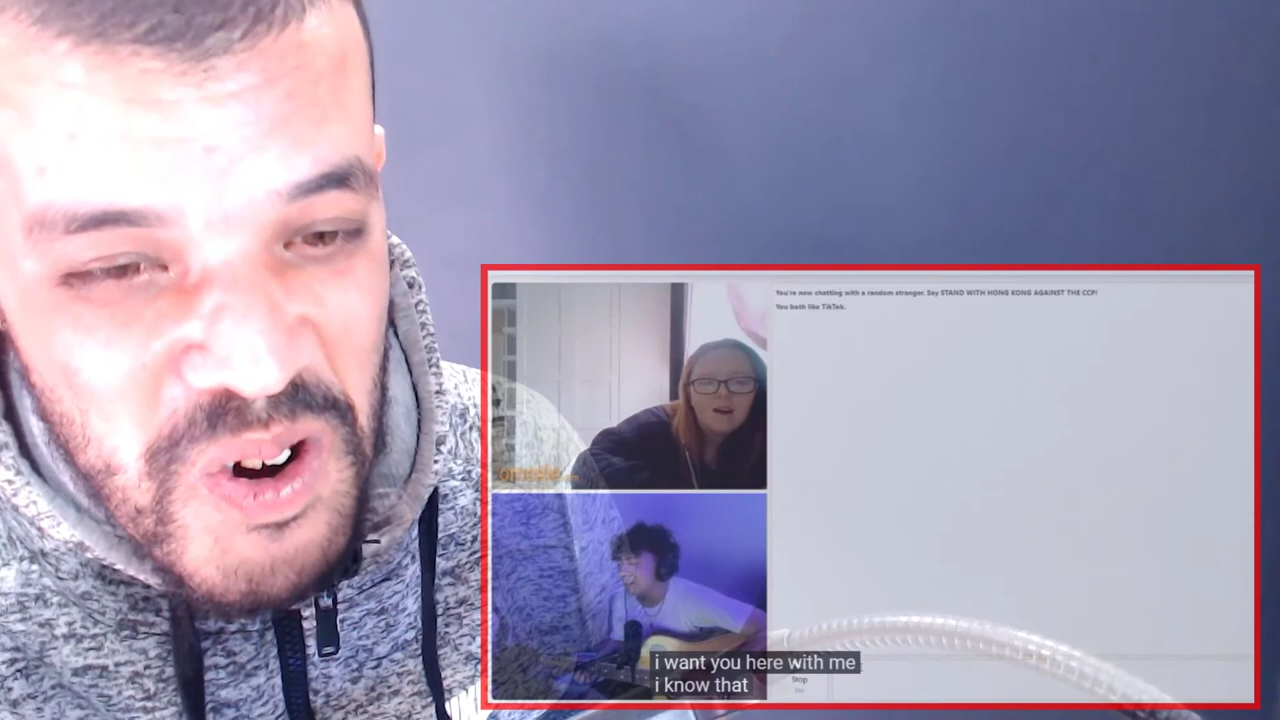 You're now chatting with a random stranger. Say STAND WITH HONG KONG AGAINST THE CCP!
You both like TikTok.
omegle
i want you here with me
i know that
Stop